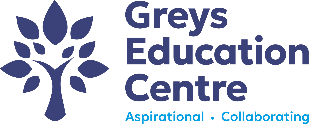 Greys
Education
Centre
Aspirational • Collaborating